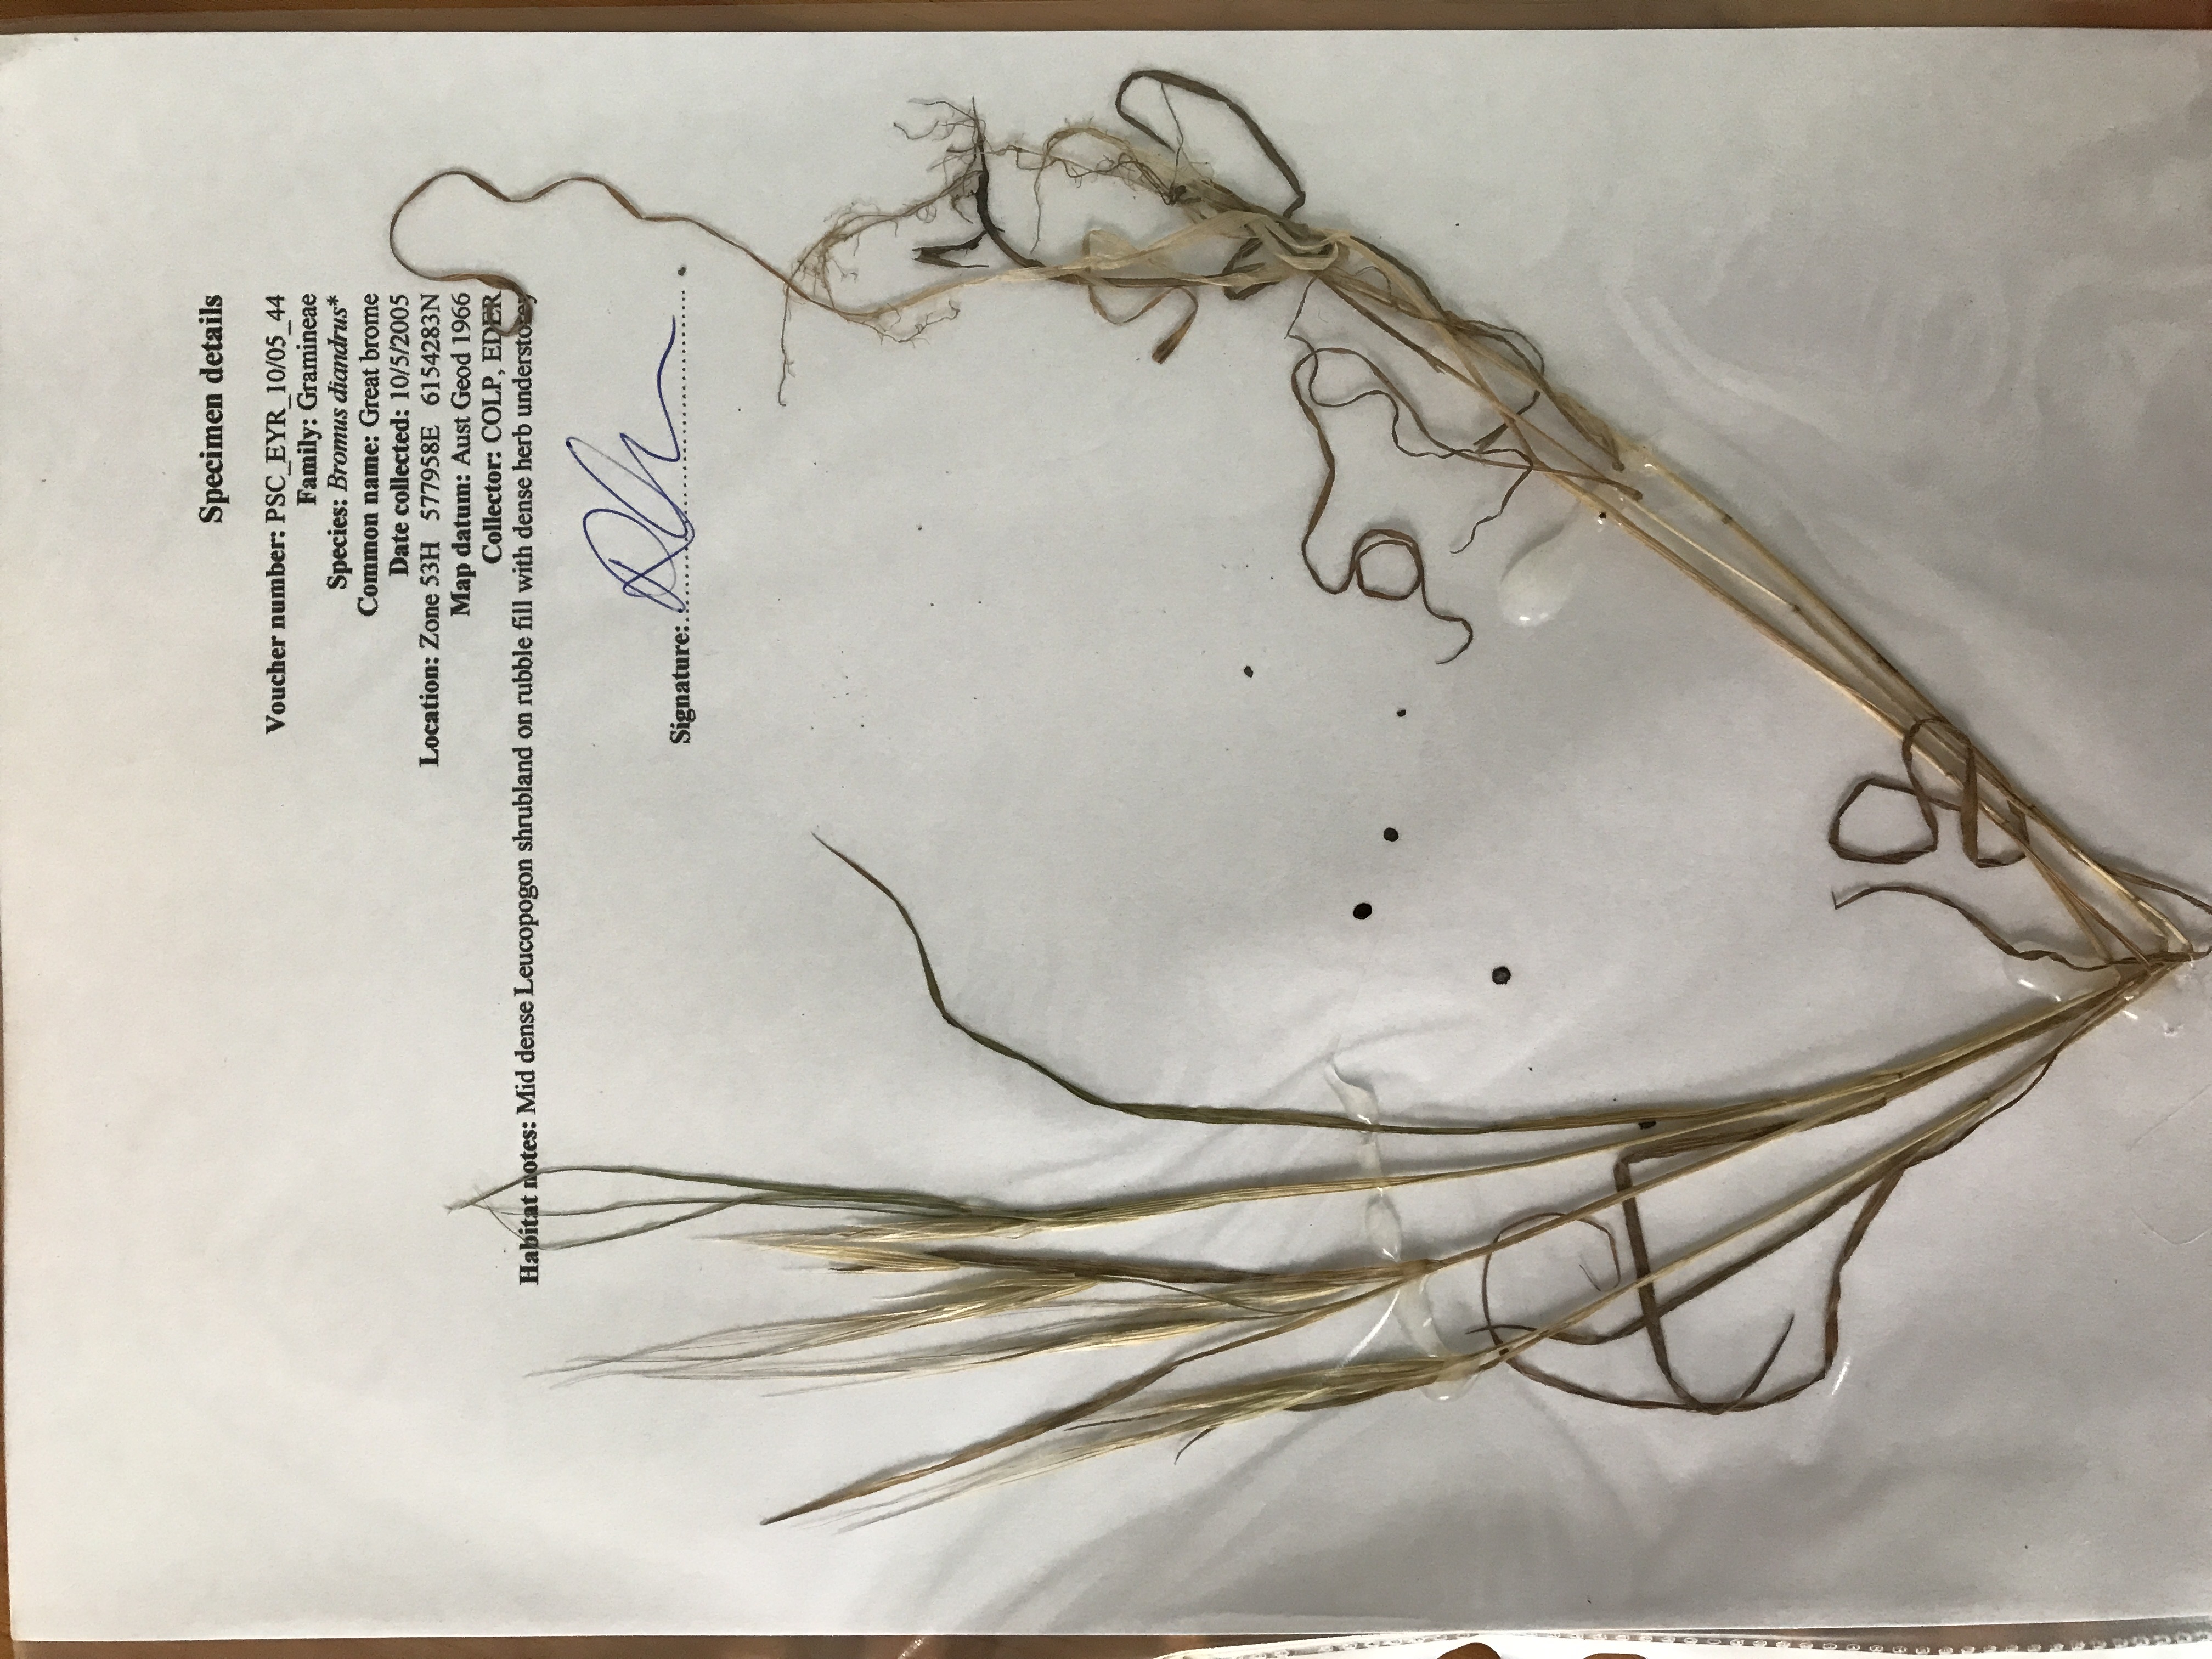 Specimen details
Voucher number: PSC_EYR_10/05_44
Family: Gramineae
Species: Bromus diandrus*
Common name: Great brome
Date collected: 10/5/2005
Location: Zone 53H 577958E 6154283N
Map datum: Aust Geod 1966
Collector: COLP, EDER
Habitat notes: Mid dense Leucopogon shrubland on rubble fill with dense herb understorey
Signature: